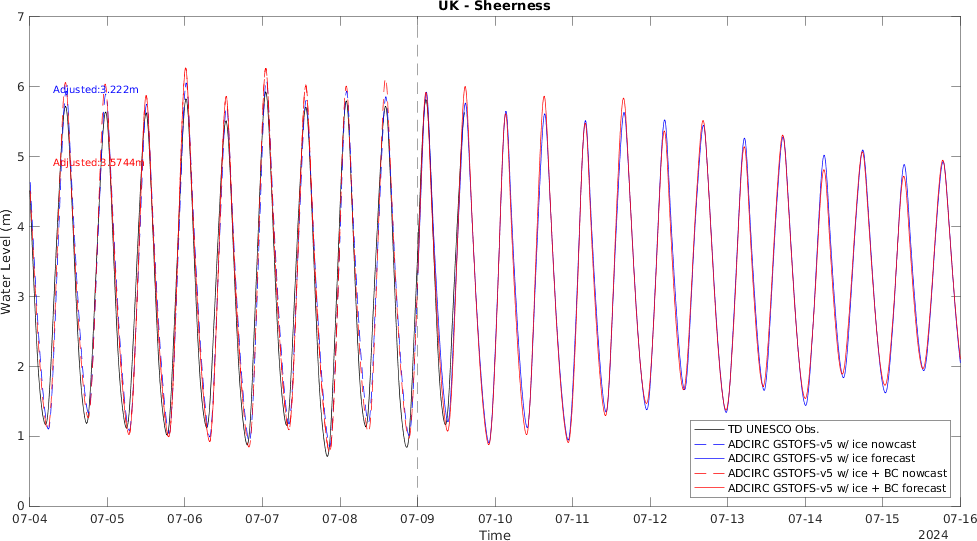 UK - Sheerness
7
6
5
4
3
2
1
0
Water Level (m)
Adjusted:3.222m
Adjusted:3.5744m
TD UNESCO Obs.
ADCIRC GSTOFS-v5 w/ ice nowcast
ADCIRC GSTOFS-v5 w/ ice forecast
ADCIRC GSTOFS-v5 w/ ice + BC nowcast
ADCIRC GSTOFS-v5 w/ ice + BC forecast
07-04 07-05 07-06 07-07 07-08 07-09 07-10 07-11 07-12 07-13 07-14 07-15 07-16
Time
2024